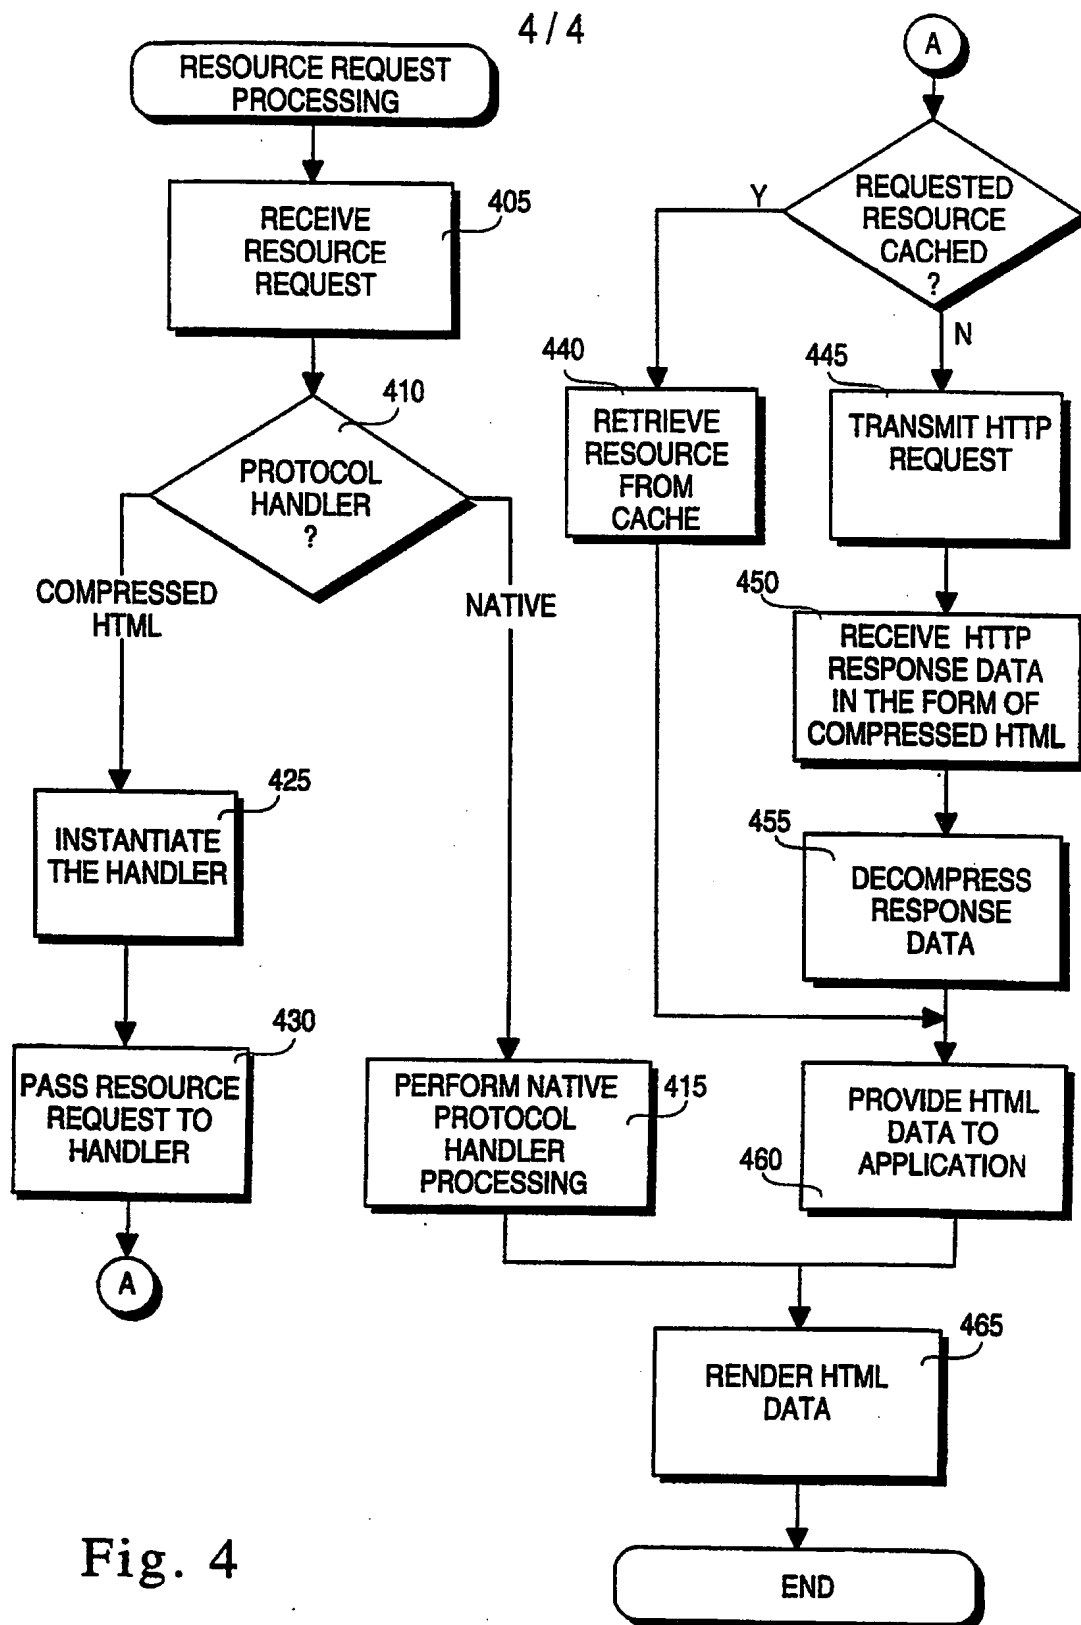 4/4
RESOURCE REQUEST
PROCESSING
405
RECEIVE
RESOURCE
REQUEST
410
PROTOCOL
HANDLER
?
COMPRESSED
HTML
NATIVE
425
INSTANTIATE
THE HANDLER
430
PASS RESOURCE
REQUEST TO
HANDLER
A
PERFORM NATIVE
PROTOCOL
HANDLER
PROCESSING
415
A
REQUESTED
RESOURCE
CACHED
?
Y
N
440
RETRIEVE
RESOURCE
FROM
CACHE
445
TRANSMIT HTTP
REQUEST
450
RECEIVE HTTP
RESPONSE DATA
IN THE FORM OF
COMPRESSED HTML
455
DECOMPRESS
RESPONSE
DATA
PROVIDE HTML
DATA TO
APPLICATION
460
465
RENDER HTML
DATA
END
Fig. 4